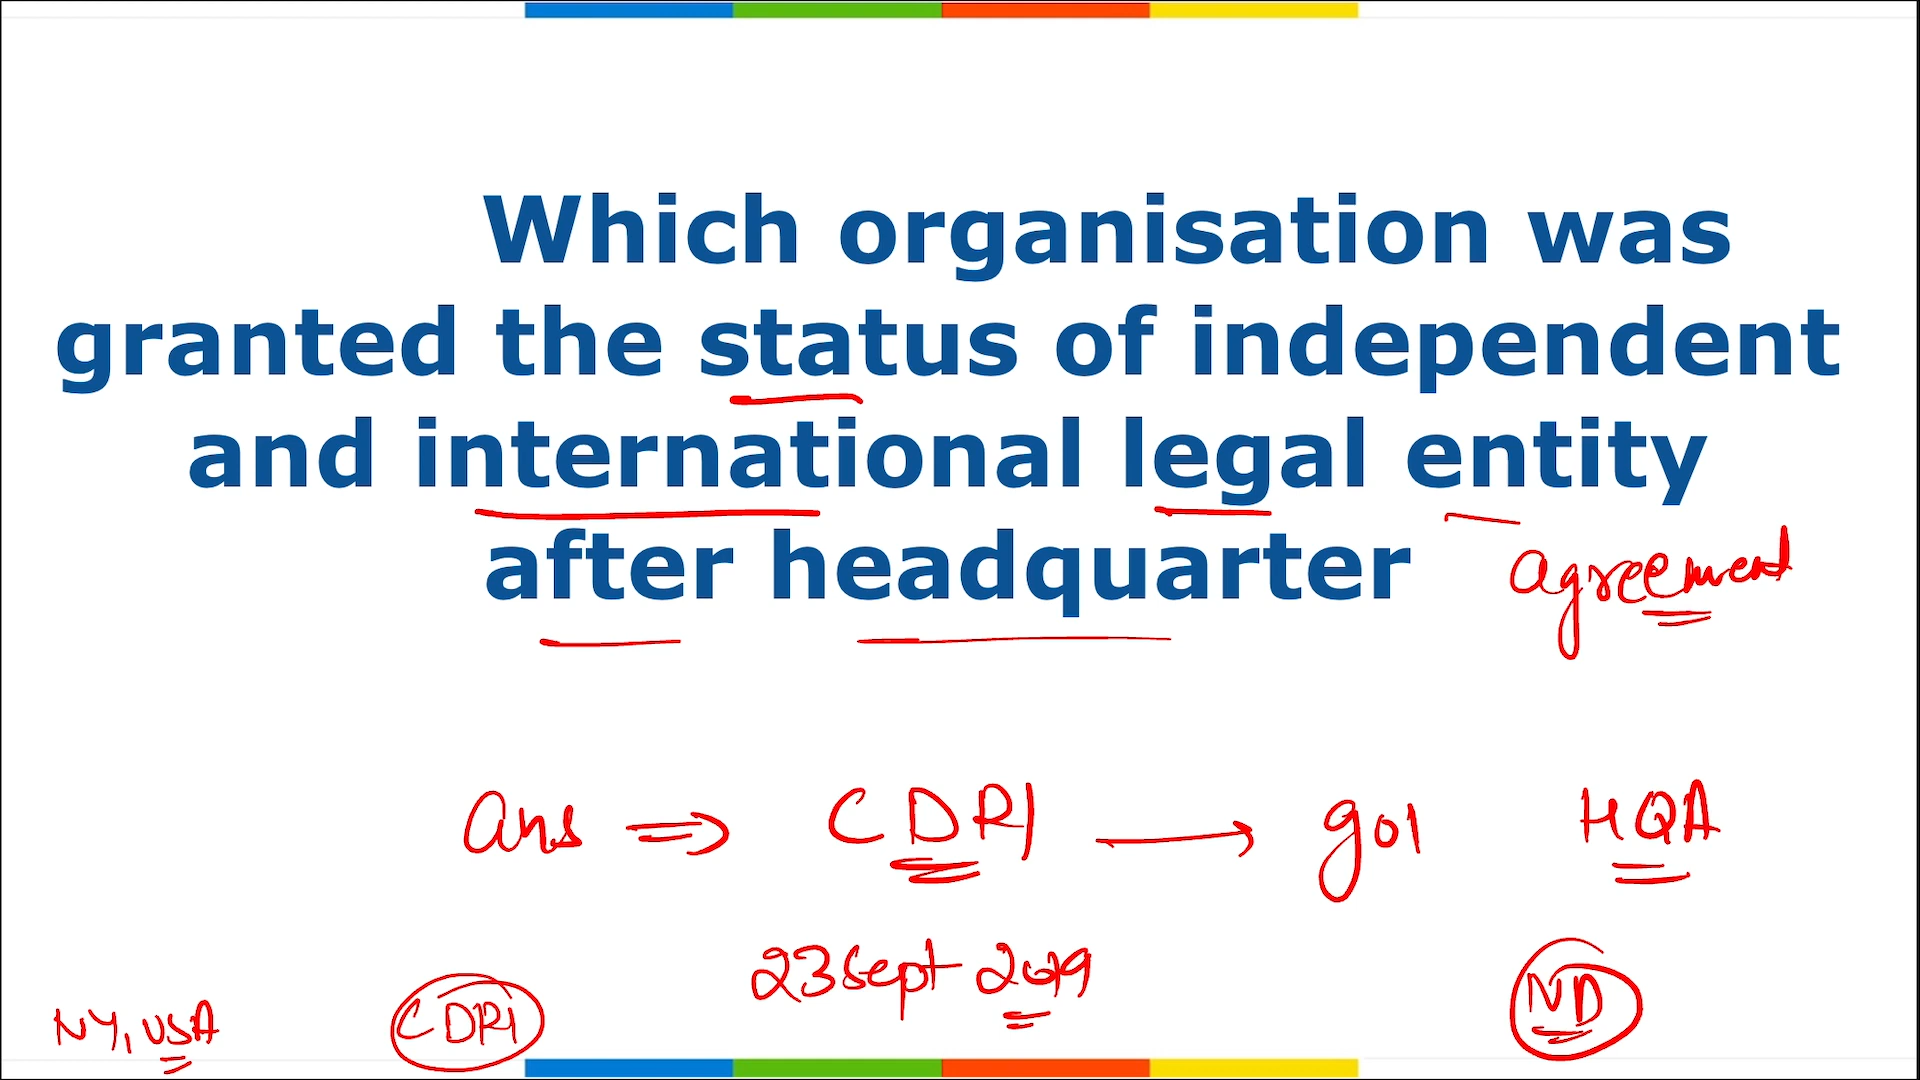 Which organisation was
granted the status of independent
and international legal entity
after headquarter agreement
Ans ⇒ CDRI → GoI HQA
23 Sept 2019
NY, USA CDRI ND